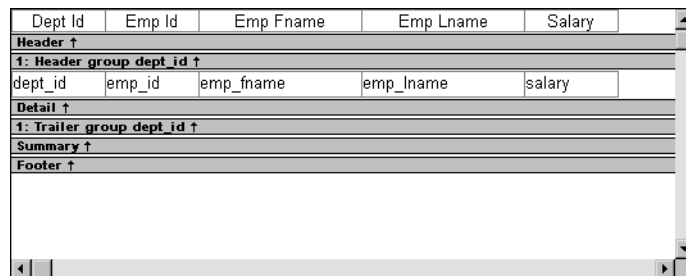 Dept Id Emp Id Emp Fname Emp Lname Salary
Header ↑
1: Header group dept_id ↑
dept_id emp_id emp_fname emp_lname salary
Detail ↑
1: Trailer group dept_id ↑
Summary ↑
Footer ↑